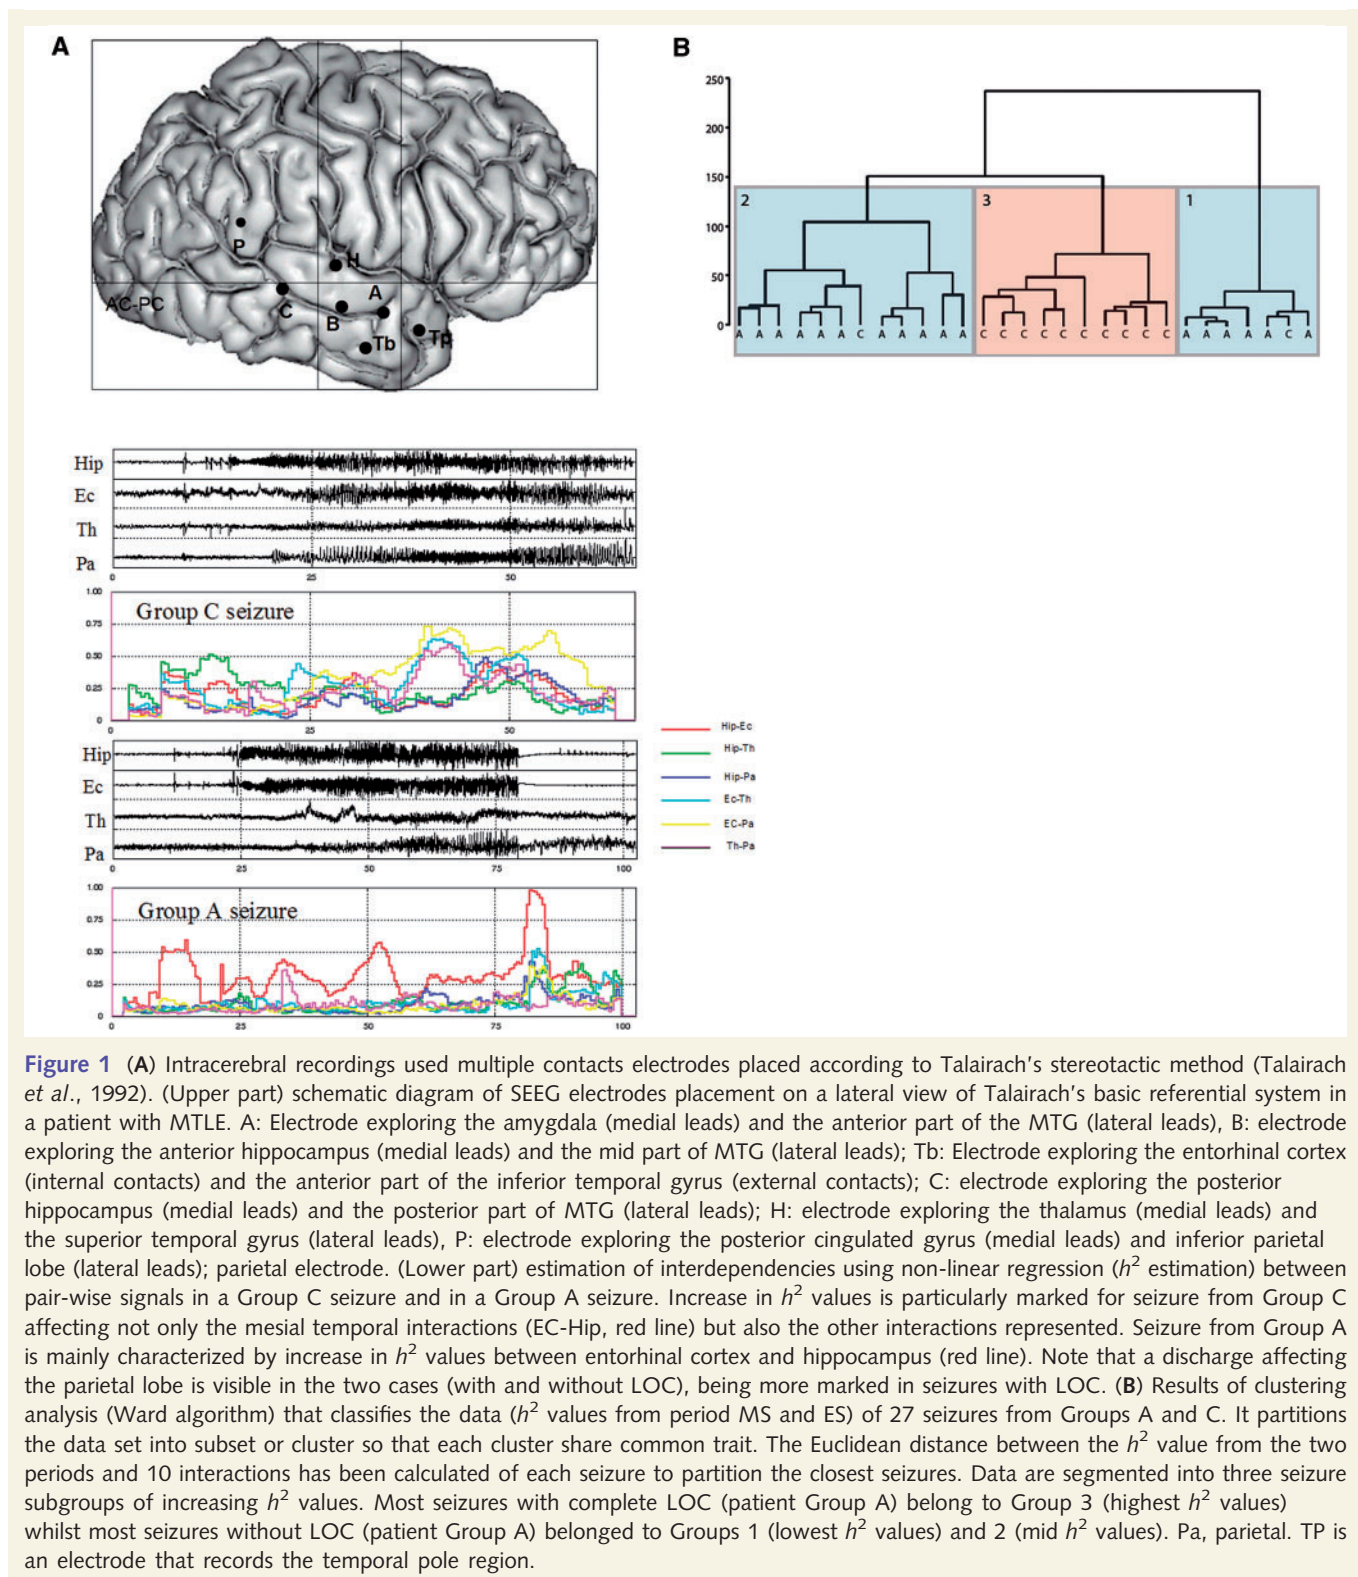 A
P
H
A
AC-PC
C
B
Tb
Tp
B
250
200
150
100
50
0
2
3
1
A A A A A A C A A A A A C C C C C C C C C C A A A A A C A
Hip
Ec
Th
Pa
0 25 50
1.00
Group C seizure
0.75
0.50
0.25
0
0 25 50
Hip
Ec
Th
Pa
0 25 50 75 100
1.00
Group A seizure
0.75
0.50
0.25
0
0 25 50 75 100
Hip-Ec
Hip-Th
Hip-Pa
Ec-Th
EC-Pa
Th-Pa
Figure 1 (A) Intracerebral recordings used multiple contacts electrodes placed according to Talairach's stereotactic method (Talairach
et al., 1992). (Upper part) schematic diagram of SEEG electrodes placement on a lateral view of Talairach's basic referential system in
a patient with MTLE. A: Electrode exploring the amygdala (medial leads) and the anterior part of the MTG (lateral leads), B: electrode
exploring the anterior hippocampus (medial leads) and the mid part of MTG (lateral leads); Tb: Electrode exploring the entorhinal cortex
(internal contacts) and the anterior part of the inferior temporal gyrus (external contacts); C: electrode exploring the posterior
hippocampus (medial leads) and the posterior part of MTG (lateral leads); H: electrode exploring the thalamus (medial leads) and
the superior temporal gyrus (lateral leads), P: electrode exploring the posterior cingulated gyrus (medial leads) and inferior parietal
lobe (lateral leads); parietal electrode. (Lower part) estimation of interdependencies using non-linear regression (h² estimation) between
pair-wise signals in a Group C seizure and in a Group A seizure. Increase in h² values is particularly marked for seizure from Group C
affecting not only the mesial temporal interactions (EC-Hip, red line) but also the other interactions represented. Seizure from Group A
is mainly characterized by increase in h² values between entorhinal cortex and hippocampus (red line). Note that a discharge affecting
the parietal lobe is visible in the two cases (with and without LOC), being more marked in seizures with LOC. (B) Results of clustering
analysis (Ward algorithm) that classifies the data (h² values from period MS and ES) of 27 seizures from Groups A and C. It partitions
the data set into subset or cluster so that each cluster share common trait. The Euclidean distance between the h² value from the two
periods and 10 interactions has been calculated of each seizure to partition the closest seizures. Data are segmented into three seizure
subgroups of increasing h² values. Most seizures with complete LOC (patient Group A) belong to Group 3 (highest h² values)
whilst most seizures without LOC (patient Group A) belonged to Groups 1 (lowest h² values) and 2 (mid h² values). Pa, parietal. TP is
an electrode that records the temporal pole region.